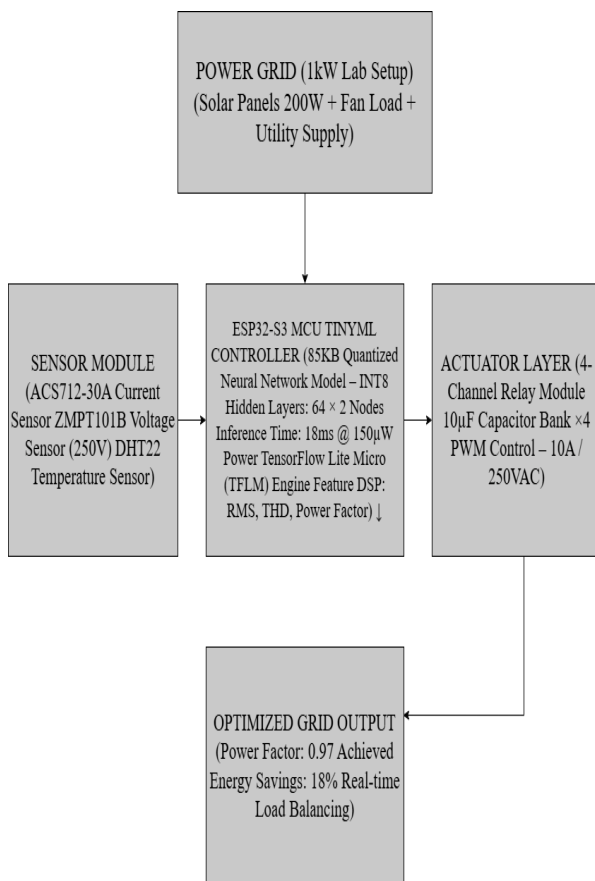 POWER GRID (1kW Lab Setup)
(Solar Panels 200W + Fan Load +
Utility Supply)
SENSOR MODULE
(ACS712-30A Current
Sensor ZMPT101B Voltage
Sensor (250V) DHT22
Temperature Sensor)
ESP32-S3 MCU TINYML
CONTROLLER (85KB Quantized
Neural Network Model – INT8
Hidden Layers: 64 × 2 Nodes
Inference Time: 18ms @ 150µW
Power TensorFlow Lite Micro
(TFLM) Engine Feature DSP:
RMS, THD, Power Factor) ↓
ACTUATOR LAYER (4-
Channel Relay Module
10µF Capacitor Bank ×4
PWM Control – 10A /
250VAC)
OPTIMIZED GRID OUTPUT
(Power Factor: 0.97 Achieved
Energy Savings: 18% Real-time
Load Balancing)